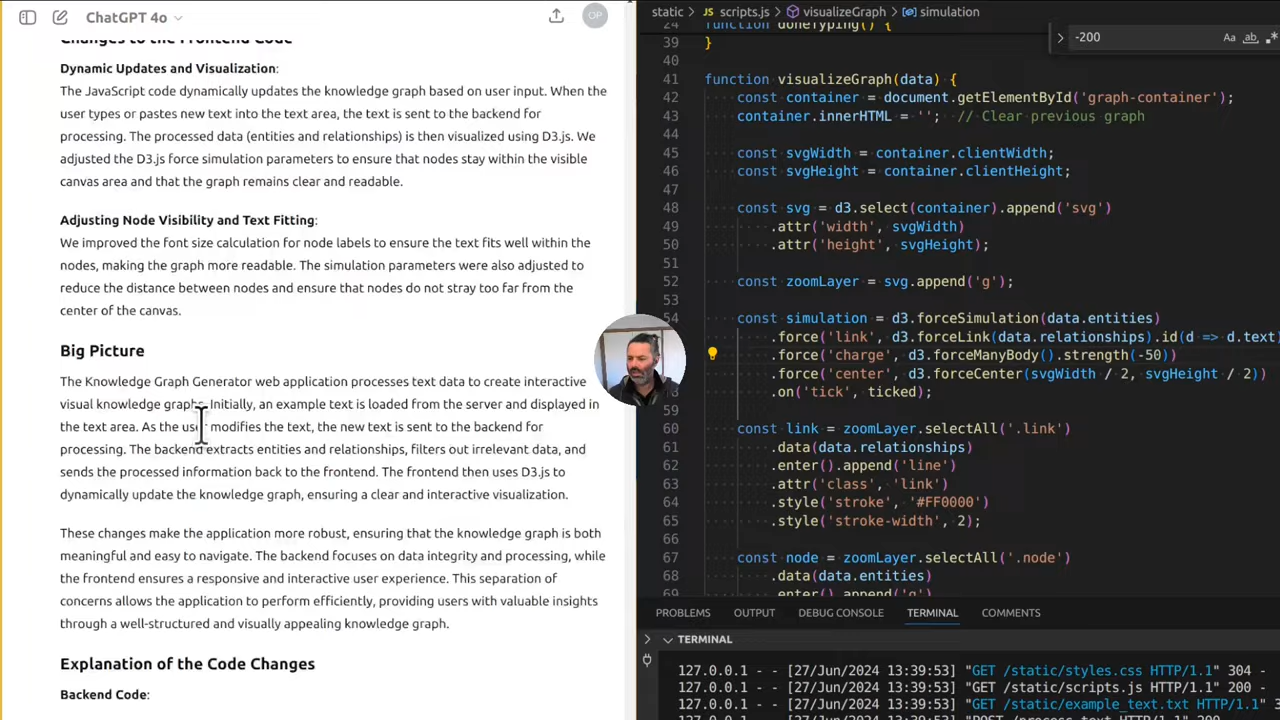 ChatGPT 4o
OP
Changes to the Frontend Code
Dynamic Updates and Visualization:
The JavaScript code dynamically updates the knowledge graph based on user input. When the
user types or pastes new text into the text area, the text is sent to the backend for
processing. The processed data (entities and relationships) is then visualized using D3.js. We
adjusted the D3.js force simulation parameters to ensure that nodes stay within the visible
canvas area and that the graph remains clear and readable.
Adjusting Node Visibility and Text Fitting:
We improved the font size calculation for node labels to ensure the text fits well within the
nodes, making the graph more readable. The simulation parameters were also adjusted to
reduce the distance between nodes and ensure that nodes do not stray too far from the
center of the canvas.
Big Picture
The Knowledge Graph Generator web application processes text data to create interactive
visual knowledge graphs. Initially, an example text is loaded from the server and displayed in
the text area. As the user modifies the text, the new text is sent to the backend for
processing. The backend extracts entities and relationships, filters out irrelevant data, and
sends the processed information back to the frontend. The frontend then uses D3.js to
dynamically update the knowledge graph, ensuring a clear and interactive visualization.
These changes make the application more robust, ensuring that the knowledge graph is both
meaningful and easy to navigate. The backend focuses on data integrity and processing, while
the frontend ensures a responsive and interactive user experience. This separation of
concerns allows the application to perform efficiently, providing users with valuable insights
through a well-structured and visually appealing knowledge graph.
Explanation of the Code Changes
Backend Code:
static > JS scripts.js > visualizeGraph > simulation
-200
Aa ab .*
24 function doneTyping() {
39 }
40
41 function visualizeGraph(data) {
42 const container = document.getElementById('graph-container');
43 container.innerHTML = ''; // Clear previous graph
44
45 const svgWidth = container.clientWidth;
46 const svgHeight = container.clientHeight;
47
48 const svg = d3.select(container).append('svg')
49 .attr('width', svgWidth)
50 .attr('height', svgHeight);
51
52 const zoomLayer = svg.append('g');
53
54 const simulation = d3.forceSimulation(data.entities)
.force('link', d3.forceLink(data.relationships).id(d => d.text)
.force('charge', d3.forceManyBody().strength(-50))
.force('center', d3.forceCenter(svgWidth / 2, svgHeight / 2))
58 .on('tick', ticked);
59
60 const link = zoomLayer.selectAll('.link')
61 .data(data.relationships)
62 .enter().append('line')
63 .attr('class', 'link')
64 .style('stroke', '#FF0000')
65 .style('stroke-width', 2);
66
67 const node = zoomLayer.selectAll('.node')
68 .data(data.entities)
69 .enter().append('g')
PROBLEMS OUTPUT DEBUG CONSOLE TERMINAL COMMENTS
TERMINAL
127.0.0.1 - - [27/Jun/2024 13:39:53] "GET /static/styles.css HTTP/1.1" 304 -
127.0.0.1 - - [27/Jun/2024 13:39:53] "GET /static/scripts.js HTTP/1.1" 200 -
127.0.0.1 - - [27/Jun/2024 13:39:53] "GET /static/example_text.txt HTTP/1.1"